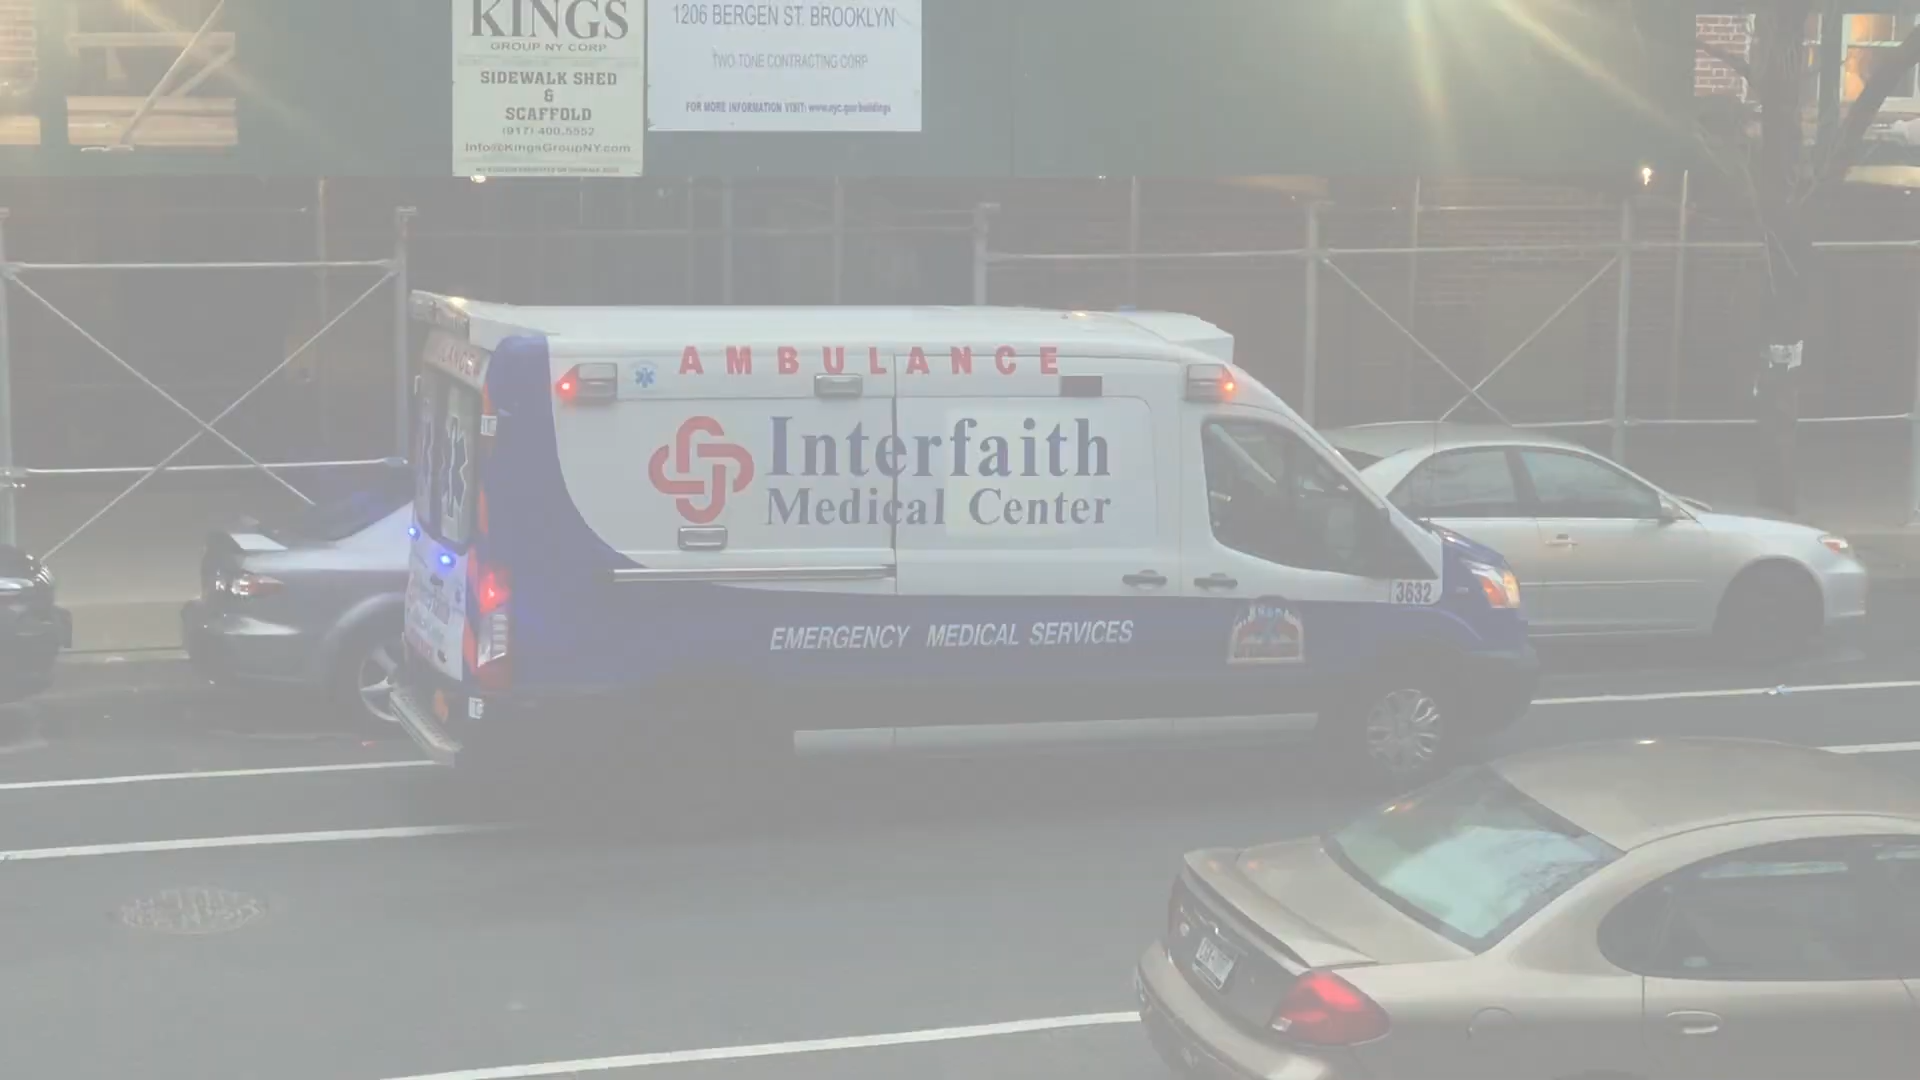 KINGS
GROUP NY CORP
SIDEWALK SHED
&
SCAFFOLD
(917) 400.5552
Info@KingsGroupNY.com
1206 BERGEN ST. BROOKLYN
TWO-TONE CONTRACTING CORP
FOR MORE INFORMATION VISIT: www.nyc.gov/buildings
AMBULANCE
Interfaith
Medical Center
3632
EMERGENCY MEDICAL SERVICES